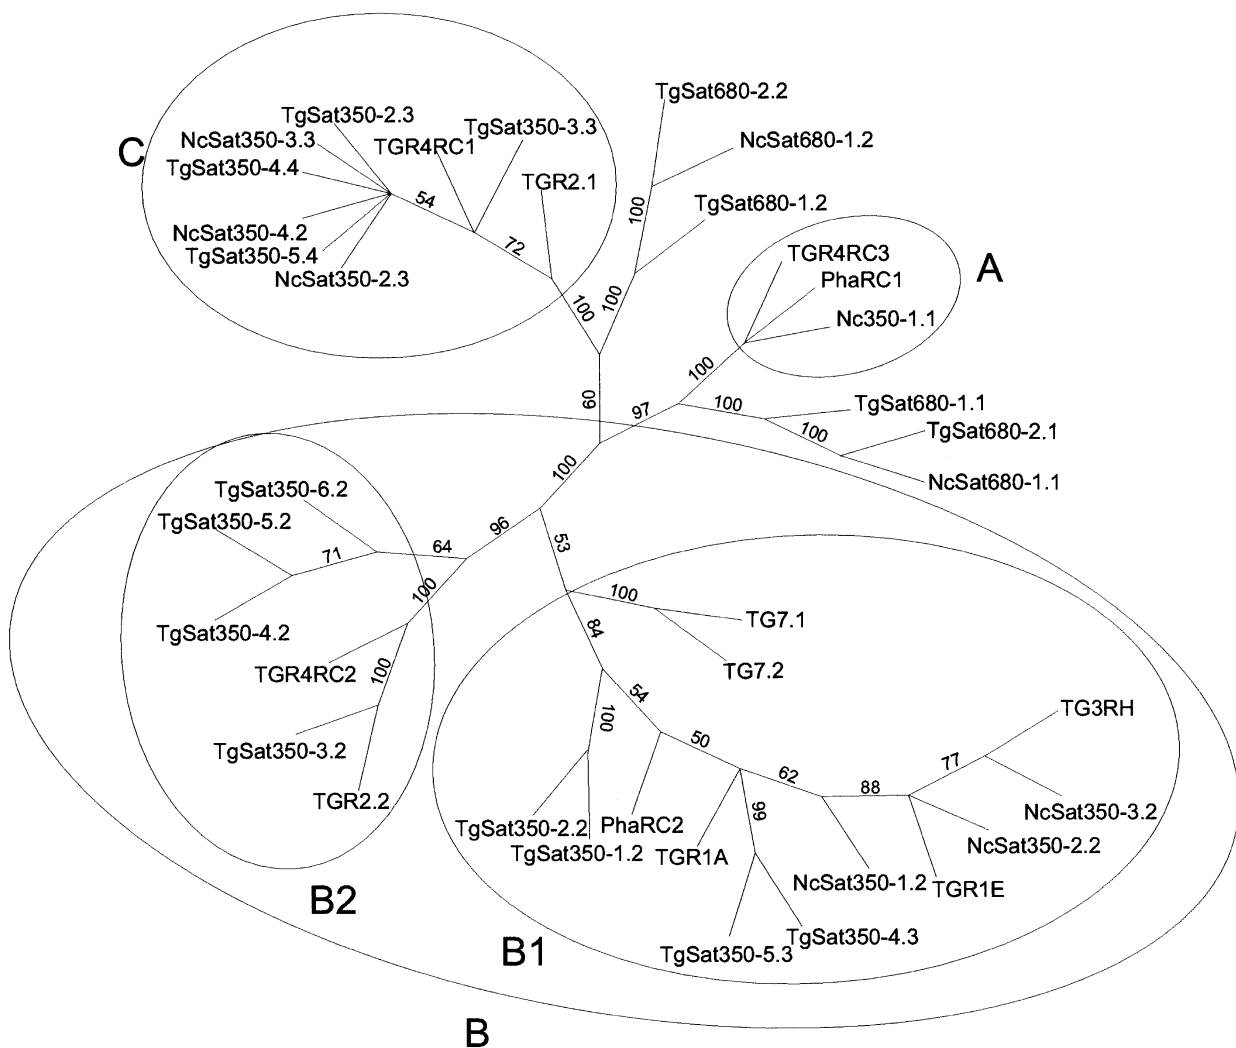 TgSat680-2.2
TgSat350-2.3
TgSat350-3.3
NcSat350-3.3
TGR4RC1
NcSat680-1.2
C
TgSat350-4.4
TGR2.1
54
TgSat680-1.2
100
NcSat350-4.2
72
TgSat350-5.4
TGR4RC3
A
NcSat350-2.3
PhaRC1
100
100
Nc350-1.1
100
60
97
100
TgSat680-1.1
100
TgSat680-2.1
100
NcSat680-1.1
TgSat350-6.2
TgSat350-5.2
96
71
64
53
100
100
TG7.1
TgSat350-4.2
84
TGR4RC2
100
TG7.2
54
TG3RH
100
TgSat350-3.2
50
77
62
88
TGR2.2
99
NcSat350-3.2
TgSat350-2.2
PhaRC2
NcSat350-2.2
TgSat350-1.2
TGR1A
NcSat350-1.2
TGR1E
B2
TgSat350-4.3
B1
TgSat350-5.3
B